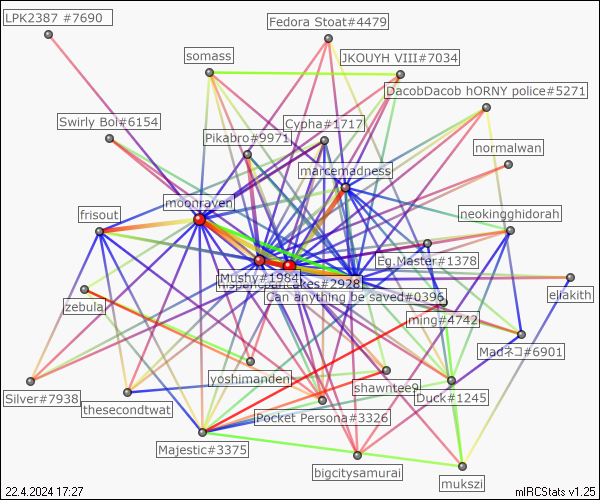 LPK2387 #7690
Fedora Stoat#4479
somass
JKOUYH VIII#7034
DacobDacob hORNY police#5271
Swirly Boi#6154
Cypha#1717
Pikabro#9971
normalwan
marcemadness
moonraven
frisout
neokingghidorah
Eg.Master#1378
Mushy#1984
pancakes#2928
Can anything be saved#0396
eliakith
zebula
ming#4742
Madネコ#6901
yoshimanden
shawntee9
Silver#7938
thesecondtwat
Duck#1245
Pocket Persona#3326
Majestic#3375
bigcitysamurai
mukszi
22.4.2024 17:27
mIRCStats v1.25